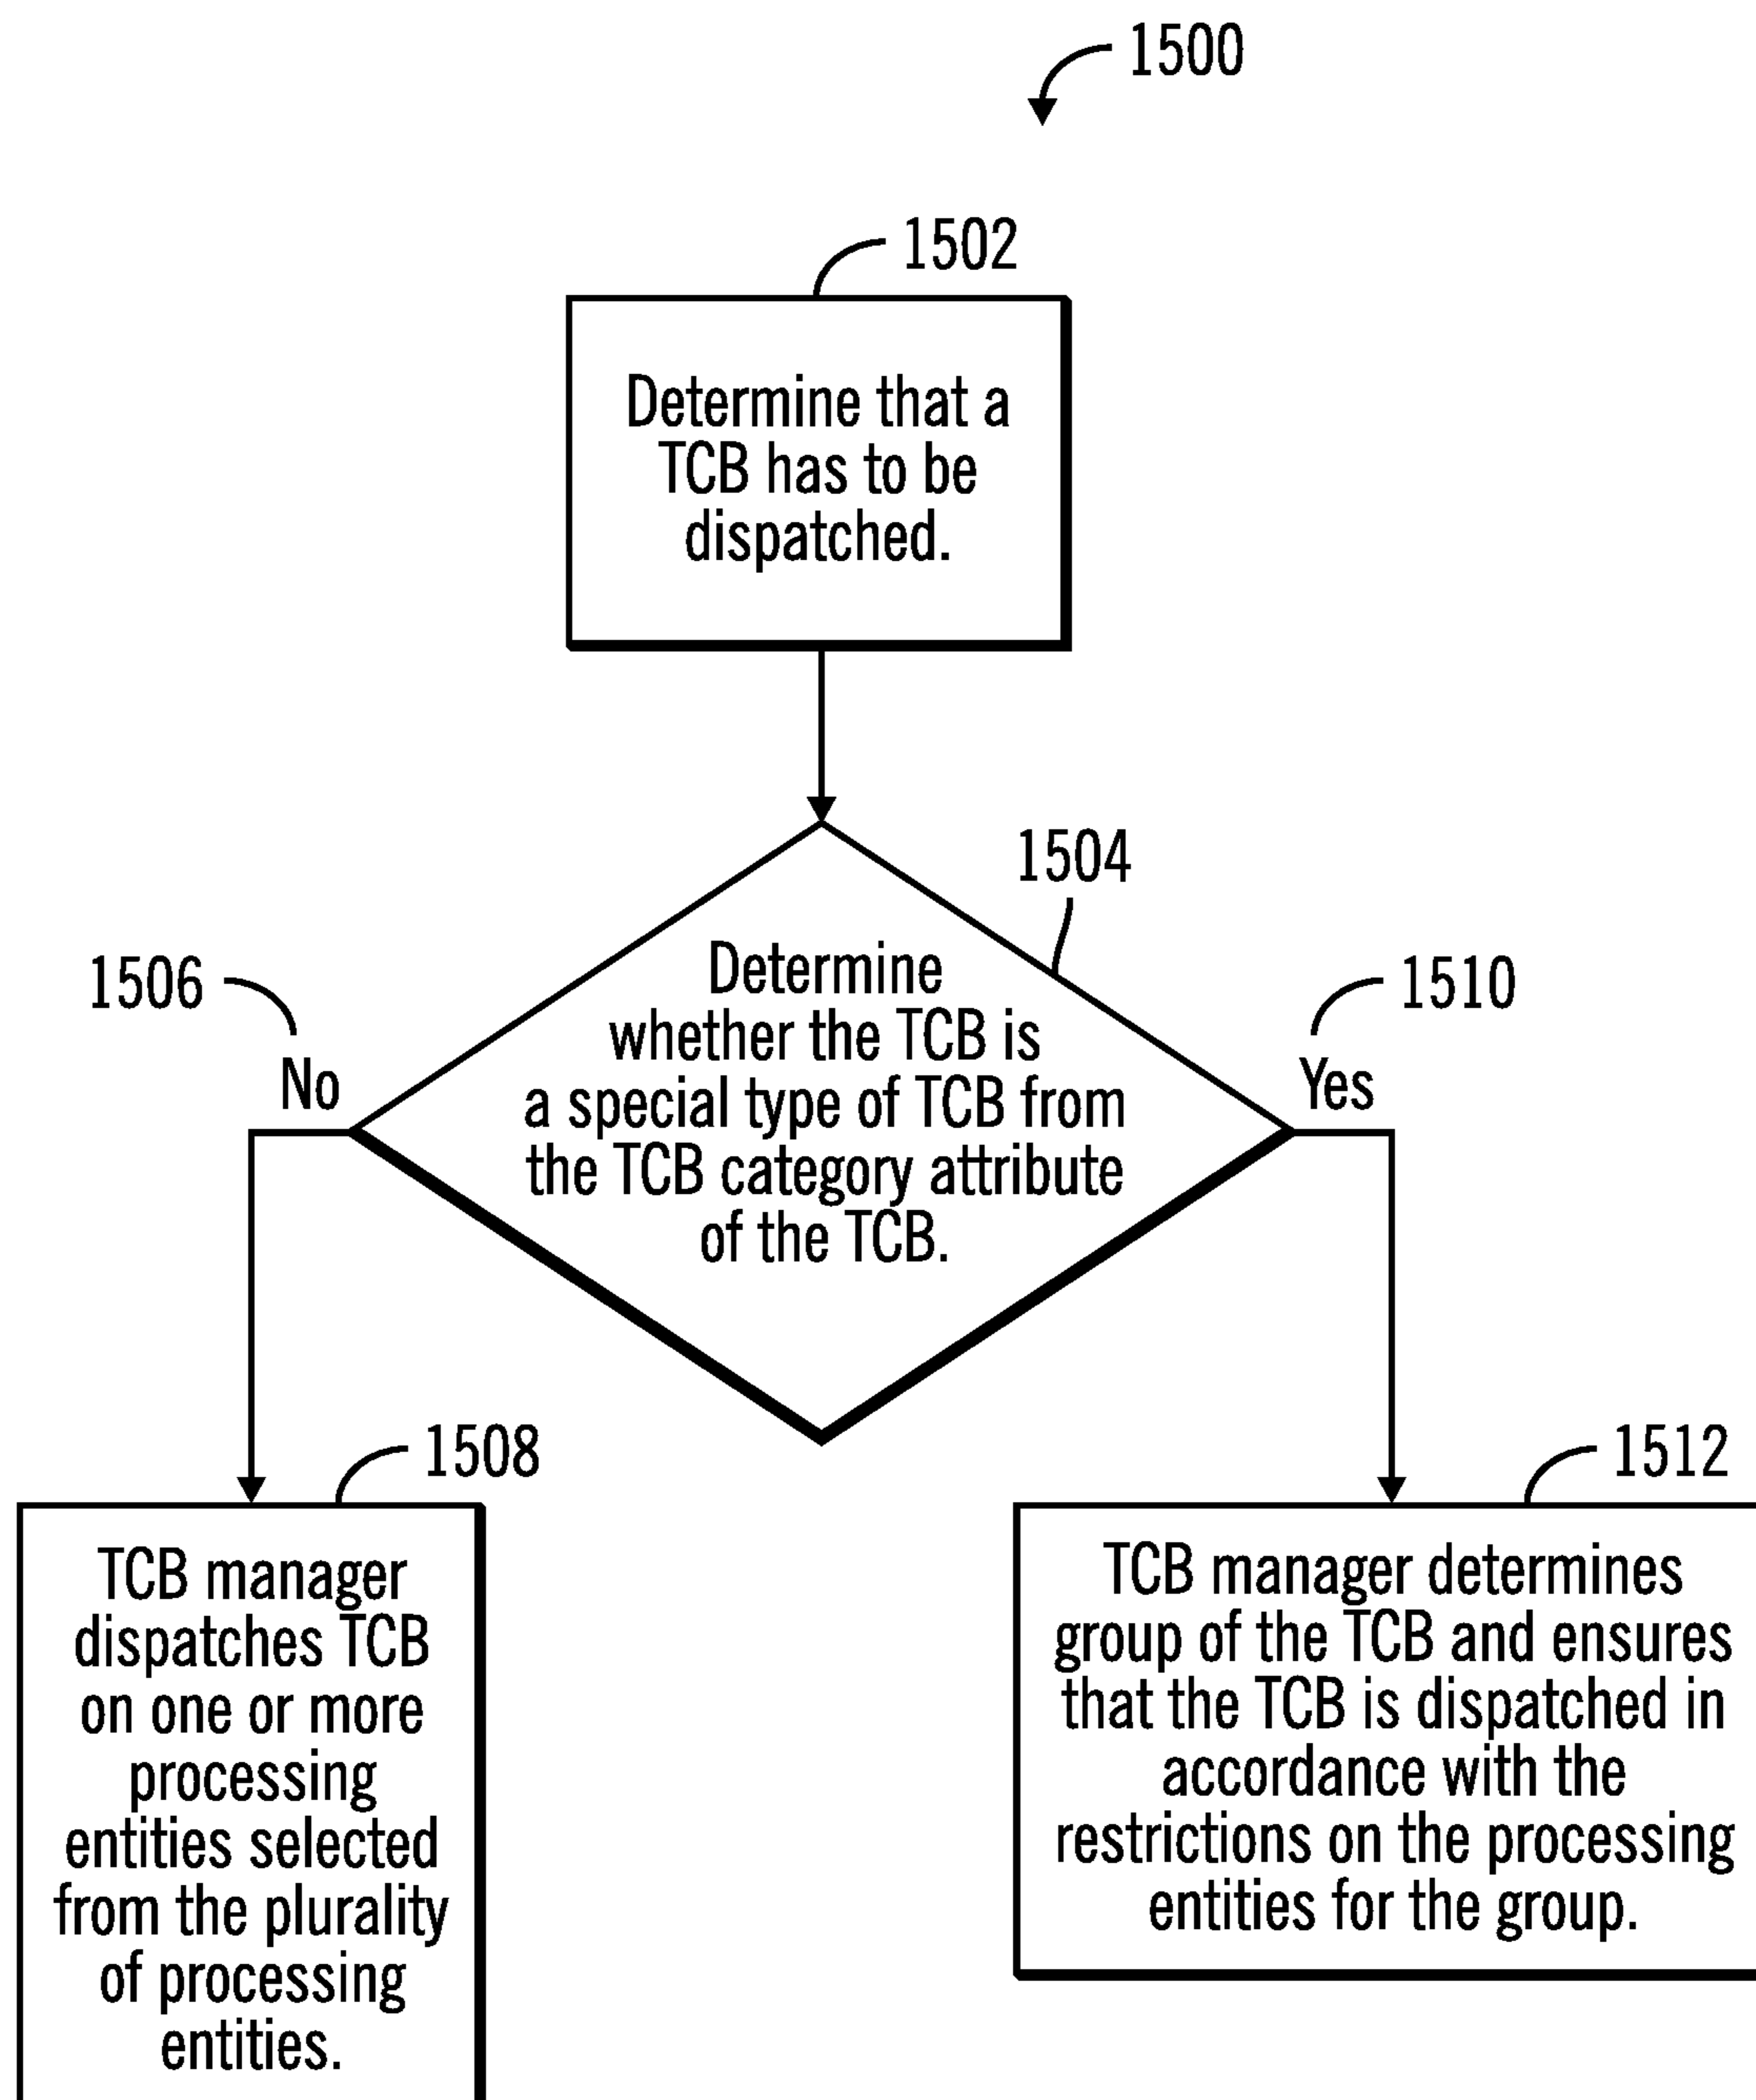 1500
1502
Determine that a
TCB has to be
dispatched.
1504
Determine
whether the TCB is
a special type of TCB from
the TCB category attribute
of the TCB.
1506
No
1510
Yes
1508
TCB manager
dispatches TCB
on one or more
processing
entities selected
from the plurality
of processing
entities.
1512
TCB manager determines
group of the TCB and ensures
that the TCB is dispatched in
accordance with the
restrictions on the processing
entities for the group.